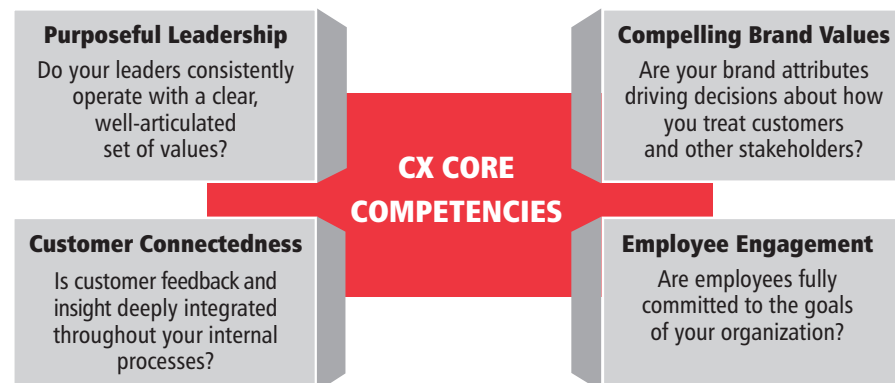 Purposeful Leadership
Do your leaders consistently
operate with a clear,
well-articulated
set of values?
Compelling Brand Values
Are your brand attributes
driving decisions about how
you treat customers
and other stakeholders?
CX CORE
COMPETENCIES
Customer Connectedness
Is customer feedback and
insight deeply integrated
throughout your internal
processes?
Employee Engagement
Are employees fully
committed to the goals
of your organization?